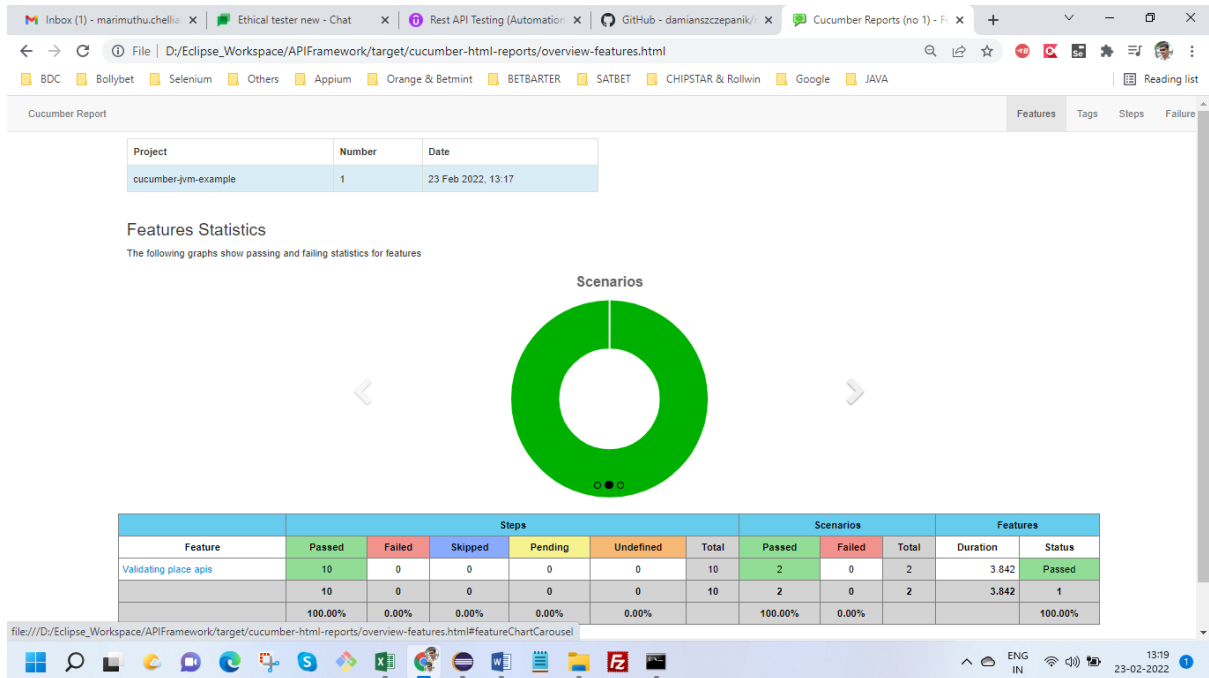 Inbox (1) - marimuthu.chellia
Ethical tester new - Chat
Rest API Testing (Automation
GitHub - damianszczepanik/
Cucumber Reports (no 1) - Fe
File | D:/Eclipse_Workspace/APIFramework/target/cucumber-html-reports/overview-features.html
BDC Bollybet Selenium Others Appium Orange & Betmint BETBARTER SATBET CHIPSTAR & Rollwin Google JAVA Reading list
Cucumber Report Features Tags Steps Failure
Project Number Date
cucumber-jvm-example 1 23 Feb 2022, 13:17
Features Statistics
The following graphs show passing and failing statistics for features
Scenarios
Steps Scenarios Features
Feature Passed Failed Skipped Pending Undefined Total Passed Failed Total Duration Status
Validating place apis 10 0 0 0 0 10 2 0 2 3.842 Passed
10 0 0 0 0 10 2 0 2 3.842 1
100.00% 0.00% 0.00% 0.00% 0.00% 100.00% 0.00% 100.00%
file:///D:/Eclipse_Workspace/APIFramework/target/cucumber-html-reports/overview-features.html#featureChartCarousel
ENG 13:19
IN 23-02-2022 1